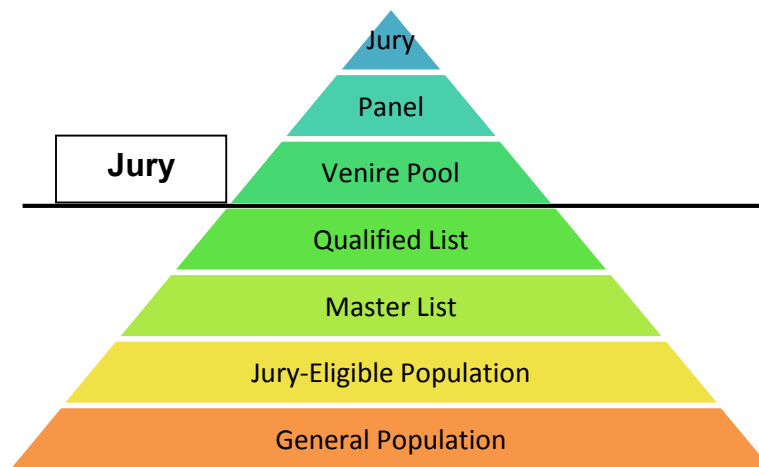 Jury
Panel
Jury
Venire Pool
Qualified List
Master List
Jury-Eligible Population
General Population